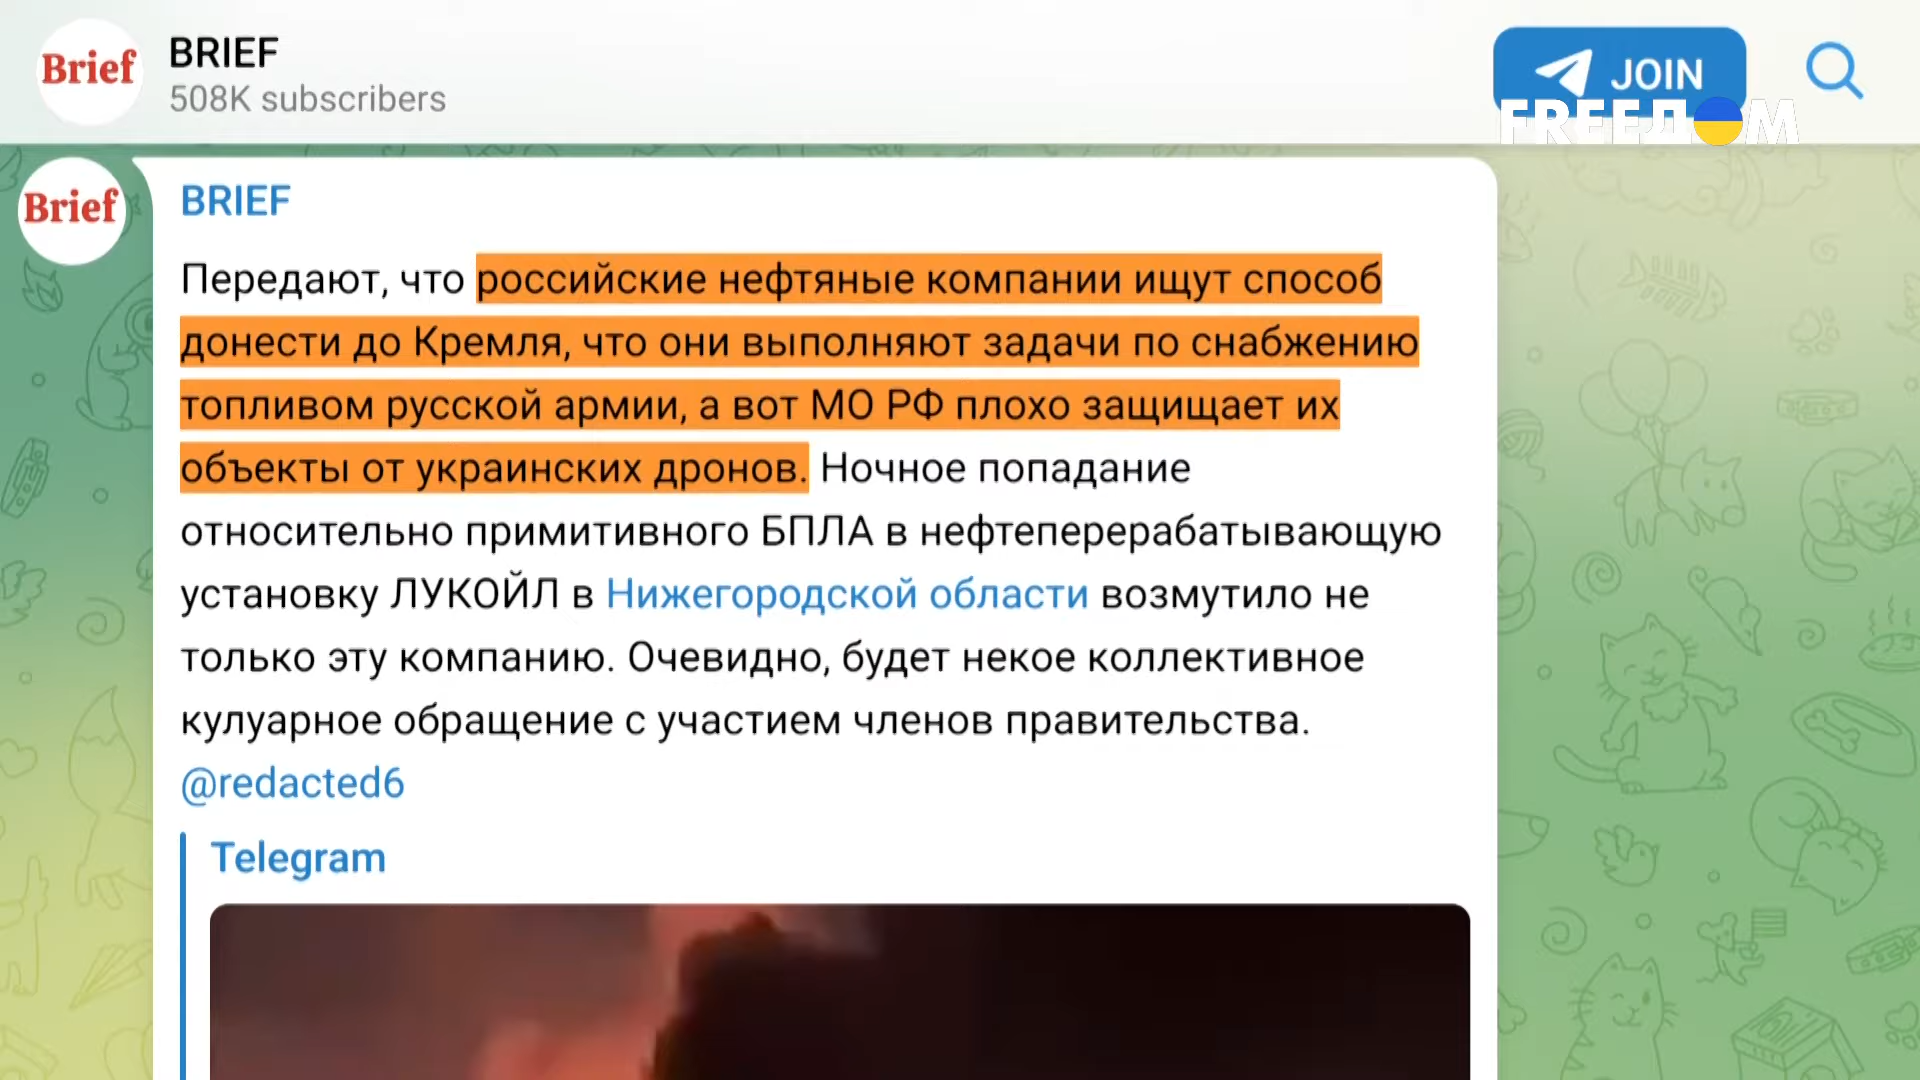 Brief
BRIEF
508K subscribers
JOIN
FREEДOM
Brief
BRIEF
Передают, что российские нефтяные компании ищут способ
донести до Кремля, что они выполняют задачи по снабжению
топливом русской армии, а вот МО РФ плохо защищает их
объекты от украинских дронов. Ночное попадание
относительно примитивного БПЛА в нефтеперерабатывающую
установку ЛУКОЙЛ в Нижегородской области возмутило не
только эту компанию. Очевидно, будет некое коллективное
кулуарное обращение с участием членов правительства.
@redacted6
Telegram